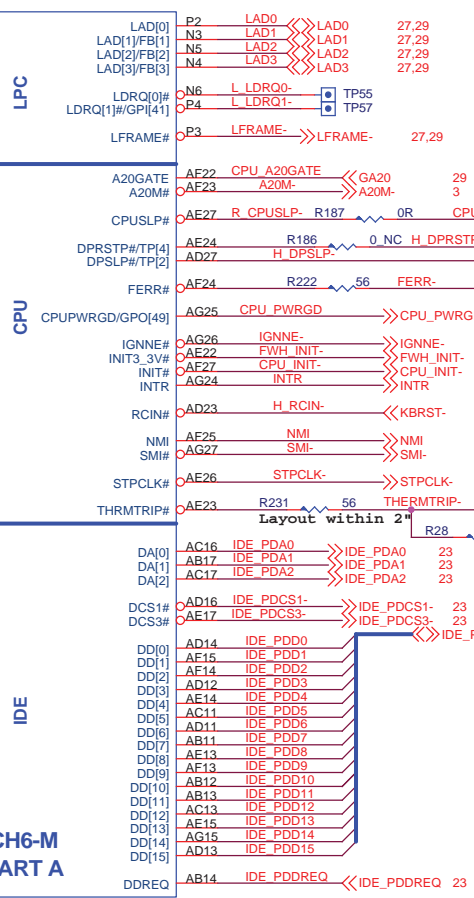 LPC
LAD[0] P2 LAD0 LAD0 27,29
LAD[1]/FB[1] N3 LAD1 LAD1 27,29
LAD[2]/FB[2] N5 LAD2 LAD2 27,29
LAD[3]/FB[3] N4 LAD3 LAD3 27,29
LDRQ[0]# N6 L_LDRQ0- TP55
LDRQ[1]#/GPI[41] P4 L_LDRQ1- TP57
LFRAME# P3 LFRAME- LFRAME- 27,29
CPU
A20GATE AF22 CPU_A20GATE GA20 29
A20M# AF23 A20M- A20M- 3
CPUSLP# AE27 R_CPUSLP- R187 0R CPU
DPRSTP#/TP[4] AE24 R186 0_NC H_DPRSTP
DPSLP#/TP[2] AD27 H_DPSLP-
FERR# AF24 R222 56 FERR-
CPUPWRGD/GPO[49] AG25 CPU_PWRGD CPU_PWRG
IGNNE# AG26 IGNNE- IGNNE-
INIT3_3V# AE22 FWH_INIT- FWH_INIT-
INIT# AF27 CPU_INIT- CPU_INIT-
INTR AG24 INTR INTR
RCIN# AD23 H_RCIN- KBRST-
NMI AF25 NMI NMI
SMI# AG27 SMI- SMI-
STPCLK# AE26 STPCLK- STPCLK-
THRMTRIP# AE23 R231 56 THERMTRIP-
Layout within 2"
R28
IDE
DA[0] AC16 IDE_PDA0 IDE_PDA0 23
DA[1] AB17 IDE_PDA1 IDE_PDA1 23
DA[2] AC17 IDE_PDA2 IDE_PDA2 23
DCS1# AD16 IDE_PDCS1- IDE_PDCS1- 23
DCS3# AE17 IDE_PDCS3- IDE_PDCS3- 23
IDE_P
DD[0] AD14 IDE_PDD0
DD[1] AF15 IDE_PDD1
DD[2] AF14 IDE_PDD2
DD[3] AD12 IDE_PDD3
DD[4] AE14 IDE_PDD4
DD[5] AC11 IDE_PDD5
DD[6] AD11 IDE_PDD6
DD[7] AB11 IDE_PDD7
DD[8] AE13 IDE_PDD8
DD[9] AF13 IDE_PDD9
DD[10] AB12 IDE_PDD10
DD[11] AB13 IDE_PDD11
DD[12] AC13 IDE_PDD12
DD[13] AE15 IDE_PDD13
DD[14] AG15 IDE_PDD14
DD[15] AD13 IDE_PDD15
CH6-M
ART A
DDREQ AB14 IDE_PDDREQ IDE_PDDREQ 23